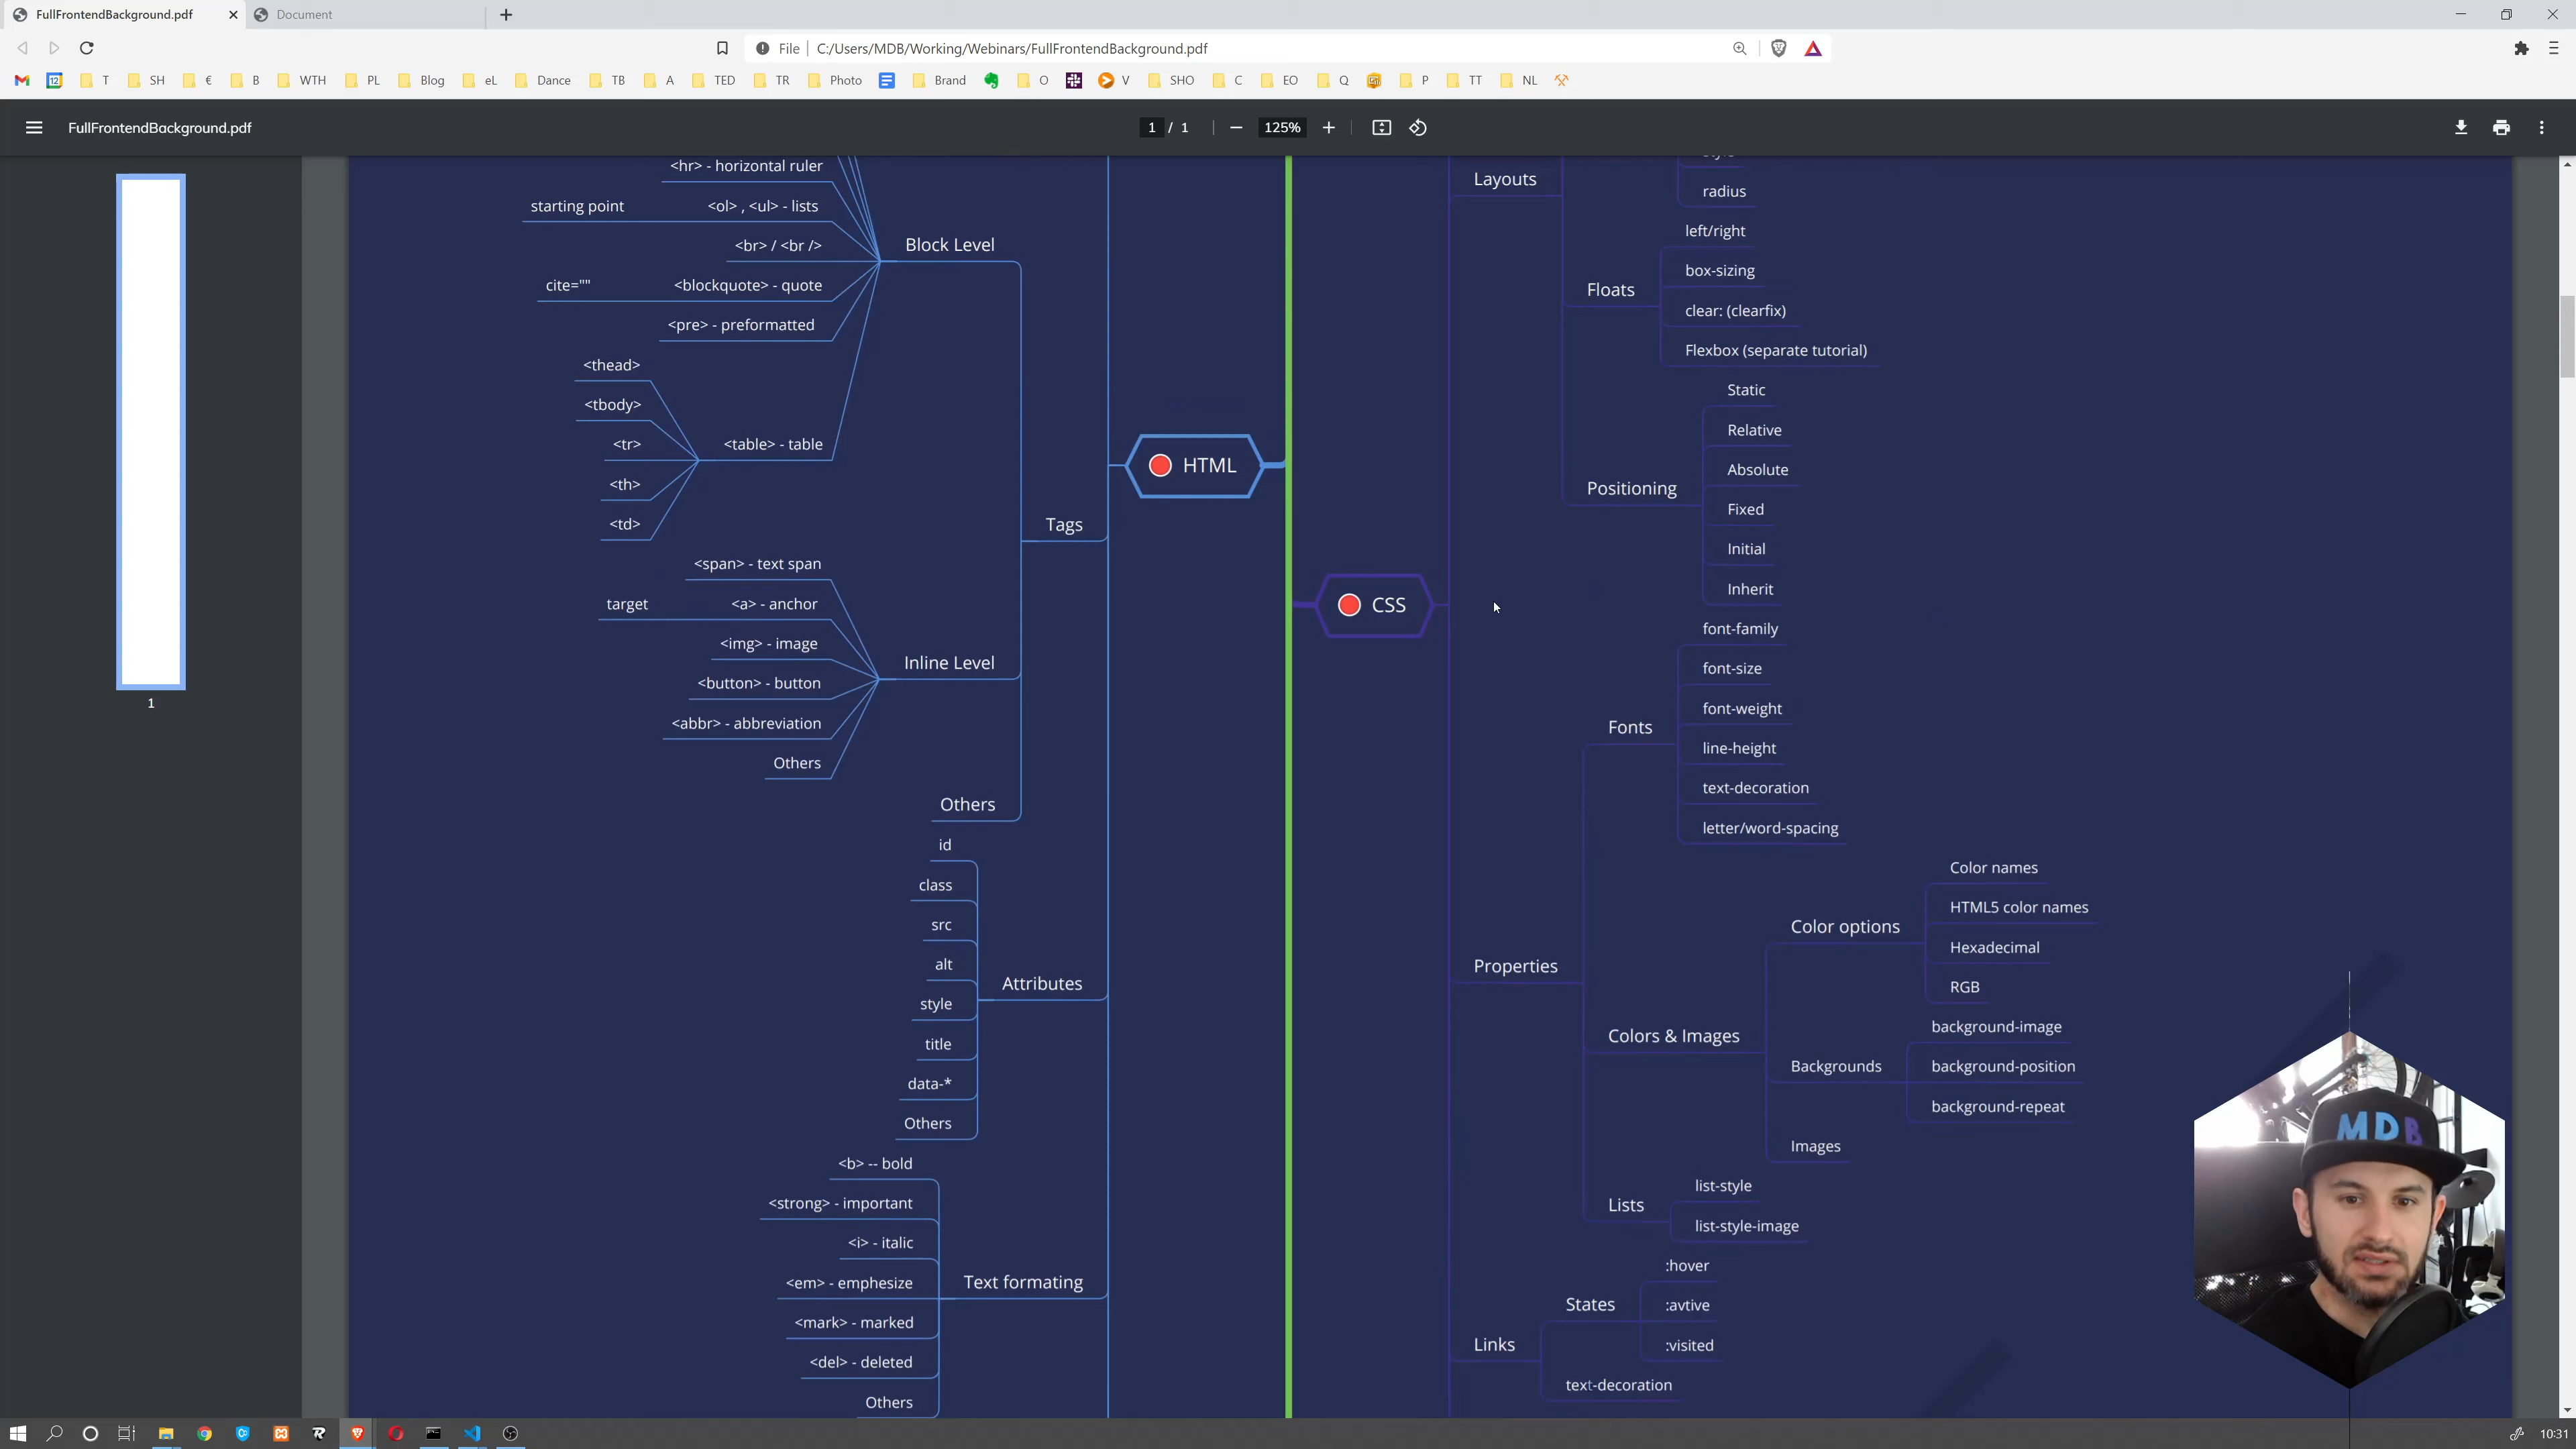 FullFrontendBackground.pdf
Document
File
C:/Users/MDB/Working/Webinars/FullFrontendBackground.pdf
12 T SH € B WTH PL Blog eL Dance TB A TED TR Photo Brand O V SHO C EO Q P TT NL
FullFrontendBackground.pdf
1 / 1
125%
1
HTML
Tags
Block Level
<hr> - horizontal ruler
starting point
<ol> , <ul> - lists
<br> / <br />
cite=""
<blockquote> - quote
<pre> - preformatted
<thead>
<tbody>
<tr>
<th>
<td>
<table> - table
Inline Level
<span> - text span
target
<a> - anchor
<img> - image
<button> - button
<abbr> - abbreviation
Others
Others
Attributes
id
class
src
alt
style
title
data-*
Others
Text formating
<b> -- bold
<strong> - important
<i> - italic
<em> - emphesize
<mark> - marked
<del> - deleted
Others
CSS
Layouts
style
radius
Floats
left/right
box-sizing
clear: (clearfix)
Flexbox (separate tutorial)
Positioning
Static
Relative
Absolute
Fixed
Initial
Inherit
Properties
Fonts
font-family
font-size
font-weight
line-height
text-decoration
letter/word-spacing
Colors & Images
Color options
Color names
HTML5 color names
Hexadecimal
RGB
Backgrounds
background-image
background-position
background-repeat
Images
Lists
list-style
list-style-image
Links
States
:hover
:avtive
:visited
text-decoration
MDB
10:31